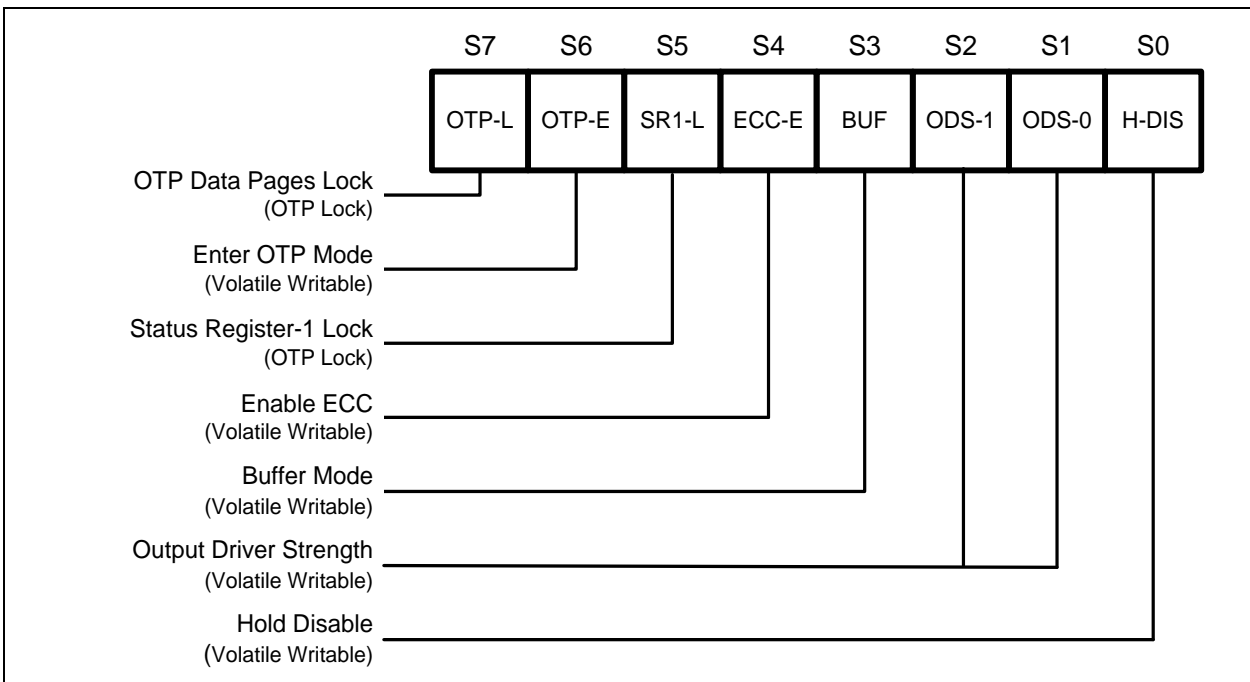 S7 S6 S5 S4 S3 S2 S1 S0
OTP-L OTP-E SR1-L ECC-E BUF ODS-1 ODS-0 H-DIS
OTP Data Pages Lock
(OTP Lock)
Enter OTP Mode
(Volatile Writable)
Status Register-1 Lock
(OTP Lock)
Enable ECC
(Volatile Writable)
Buffer Mode
(Volatile Writable)
Output Driver Strength
(Volatile Writable)
Hold Disable
(Volatile Writable)